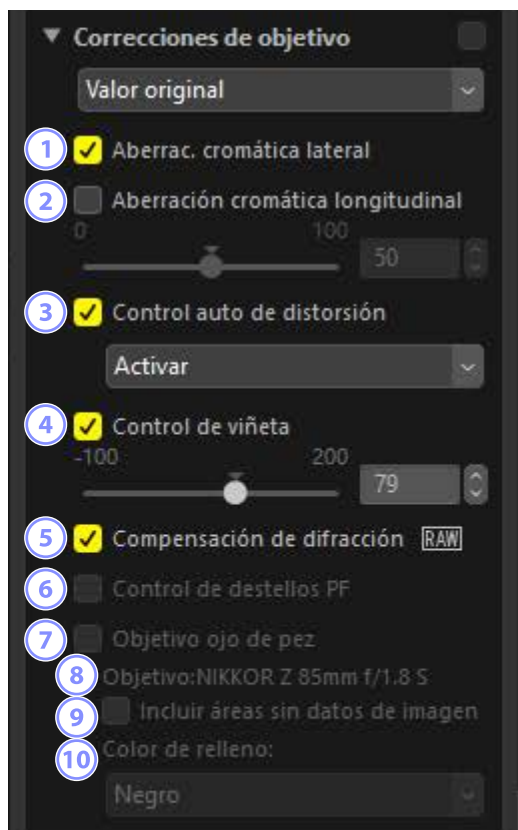 Correcciones de objetivo
Valor original
1 Aberrac. cromática lateral
2 Aberración cromática longitudinal
0 100
50
3 Control auto de distorsión
Activar
4 Control de viñeta
-100 200
79
5 Compensación de difracción RAW
6 Control de destellos PF
7 Objetivo ojo de pez
8 Objetivo:NIKKOR Z 85mm f/1.8 S
9 Incluir áreas sin datos de imagen
10 Color de relleno:
Negro